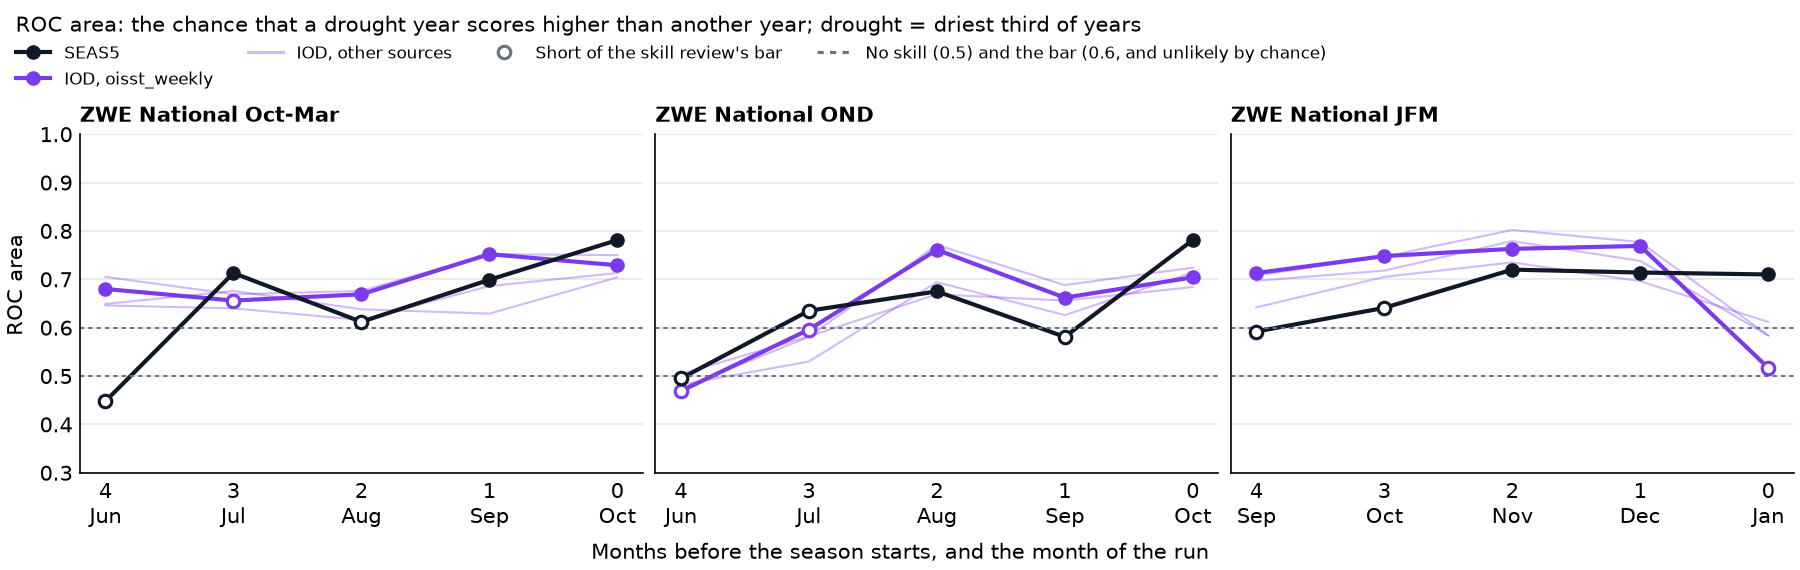 ROC area: the chance that a drought year scores higher than another year; drought = driest third of years
SEAS5
IOD, other sources
Short of the skill review's bar
No skill (0.5) and the bar (0.6, and unlikely by chance)
IOD, oisst_weekly
ZWE National Oct-Mar
ZWE National OND
ZWE National JFM
ROC area
1.0
0.9
0.8
0.7
0.6
0.5
0.4
0.3
4 3 2 1 0
Jun Jul Aug Sep Oct
4 3 2 1 0
Jun Jul Aug Sep Oct
4 3 2 1 0
Sep Oct Nov Dec Jan
Months before the season starts, and the month of the run